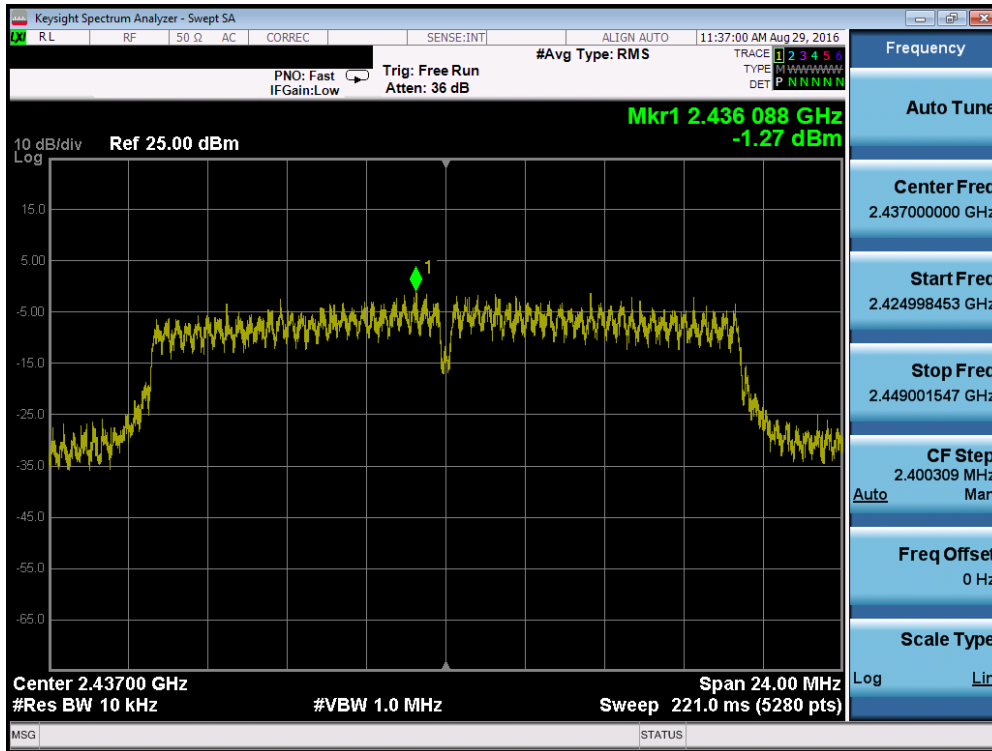 Keysight Spectrum Analyzer - Swept SA
LXI RL RF 50 Ω AC CORREC SENSE:INT ALIGN AUTO 11:37:00 AM Aug 29, 2016
PNO: Fast
IFGain:Low
Trig: Free Run
Atten: 36 dB
#Avg Type: RMS
TRACE 1 2 3 4 5 6
TYPE M WWWWW
DET P N N N N N
Mkr1 2.436 088 GHz
-1.27 dBm
10 dB/div
Log
Ref 25.00 dBm
15.0
5.00
-5.00
-15.0
-25.0
-35.0
-45.0
-55.0
-65.0
1
Center 2.43700 GHz
Span 24.00 MHz
#Res BW 10 kHz
#VBW 1.0 MHz
Sweep 221.0 ms (5280 pts)
MSG
STATUS
Frequency
Auto Tune
Center Freq
2.437000000 GHz
Start Freq
2.424998453 GHz
Stop Freq
2.449001547 GHz
CF Step
2.400309 MHz
Auto Man
Freq Offset
0 Hz
Scale Type
Log Lin